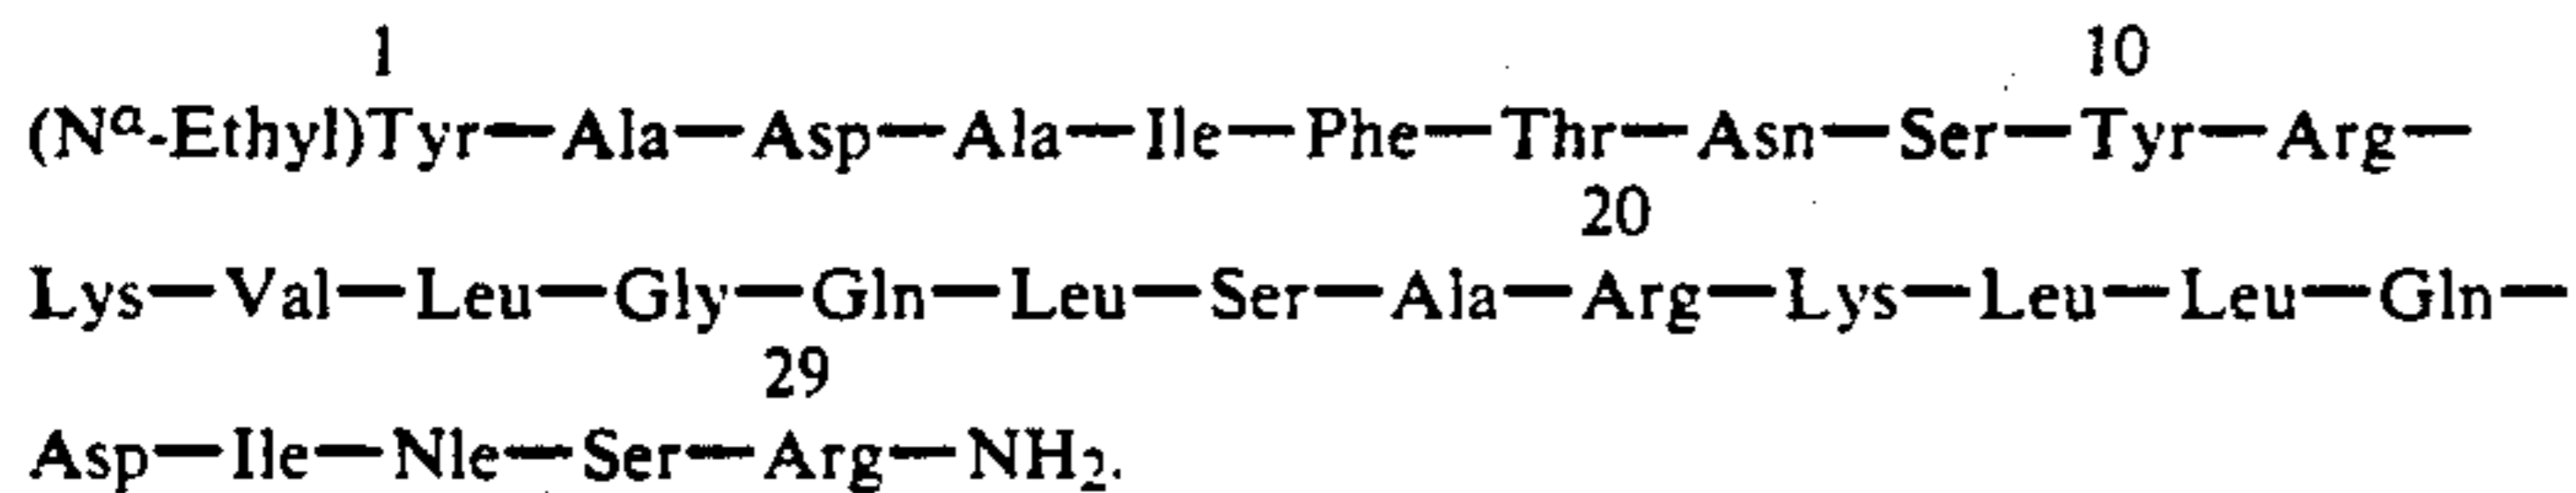 1 10
(Nα-Ethyl)Tyr—Ala—Asp—Ala—Ile—Phe—Thr—Asn—Ser—Tyr—Arg—
20
Lys—Val—Leu—Gly—Gln—Leu—Ser—Ala—Arg—Lys—Leu—Leu—Gln—
29
Asp—Ile—Nle—Ser—Arg—NH₂.